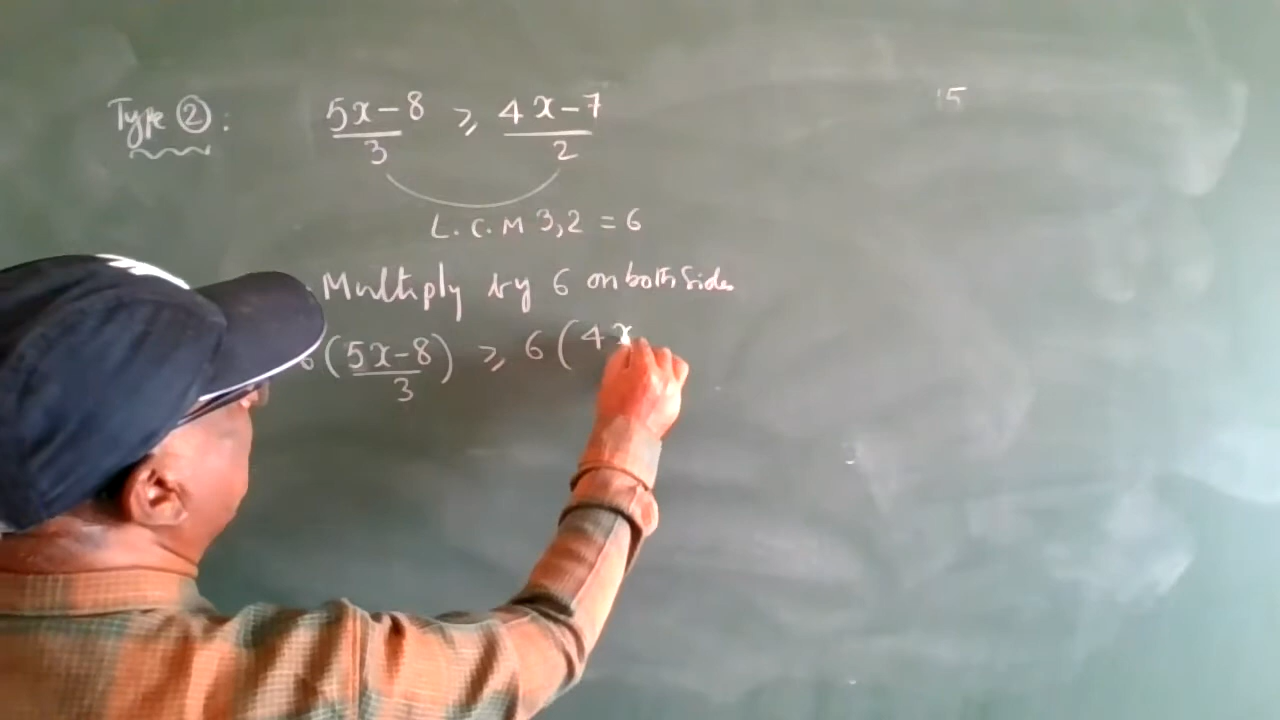 Type ②: (5x-8)/3 ⩾ (4x-7)/2
15
L.C.M 3,2 = 6
Multiply by 6 on both sides
6((5x-8)/3) ⩾ 6(4x